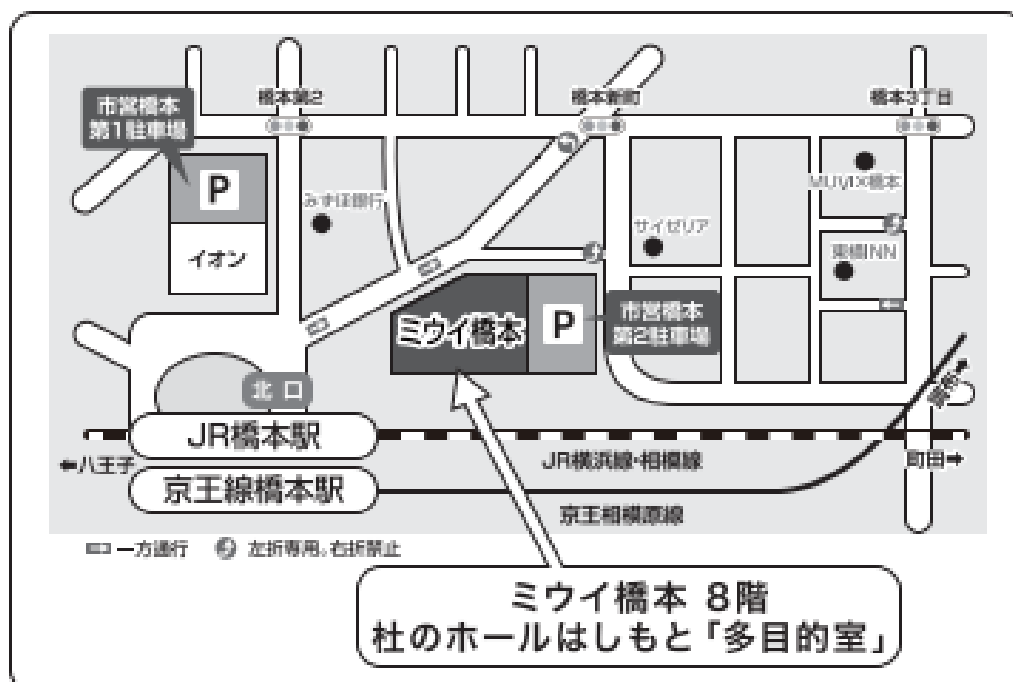 市営橋本
第1駐車場
橋本第2
橋本新町
橋本3丁目
P
イオン
みずほ銀行
サイゼリア
MOVIX橋本
東横INN
ミウイ橋本
P
市営橋本
第2駐車場
北口
JR橋本駅
←八王子
JR横浜線・相模線
町田→
京王線橋本駅
京王相模原線
一方通行
左折専用。右折禁止
ミウイ橋本 8階
杜のホールはしもと「多目的室」